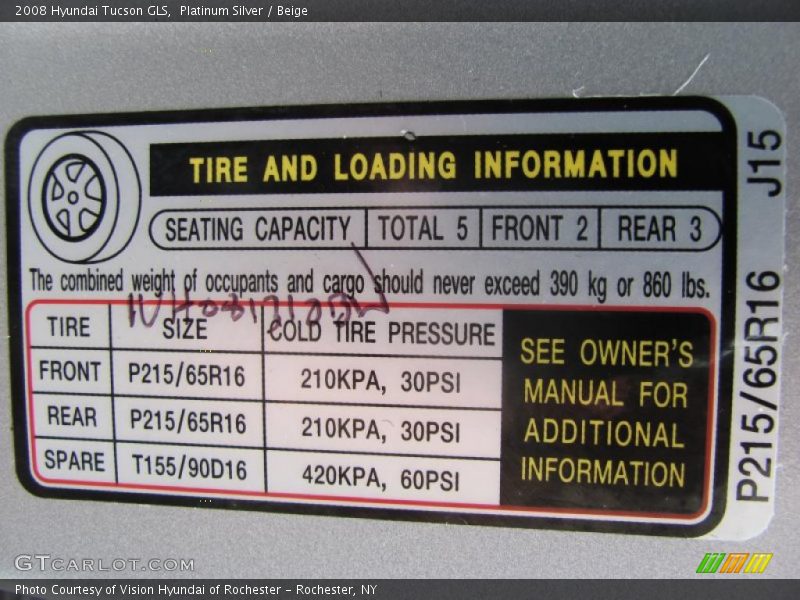 2008 Hyundai Tucson GLS,  Platinum Silver / Beige
TIRE AND LOADING INFORMATION
SEATING CAPACITY TOTAL 5 FRONT 2 REAR 3
The combined weight of occupants and cargo should never exceed 390 kg or 860 lbs.
TIRE SIZE COLD TIRE PRESSURE
FRONT P215/65R16 210KPA, 30PSI
REAR P215/65R16 210KPA, 30PSI
SPARE T155/90D16 420KPA, 60PSI
SEE OWNER'S
MANUAL FOR
ADDITIONAL
INFORMATION
P215/65R16 J15
GTCARLOT.COM
Photo Courtesy of Vision Hyundai of Rochester – Rochester, NY